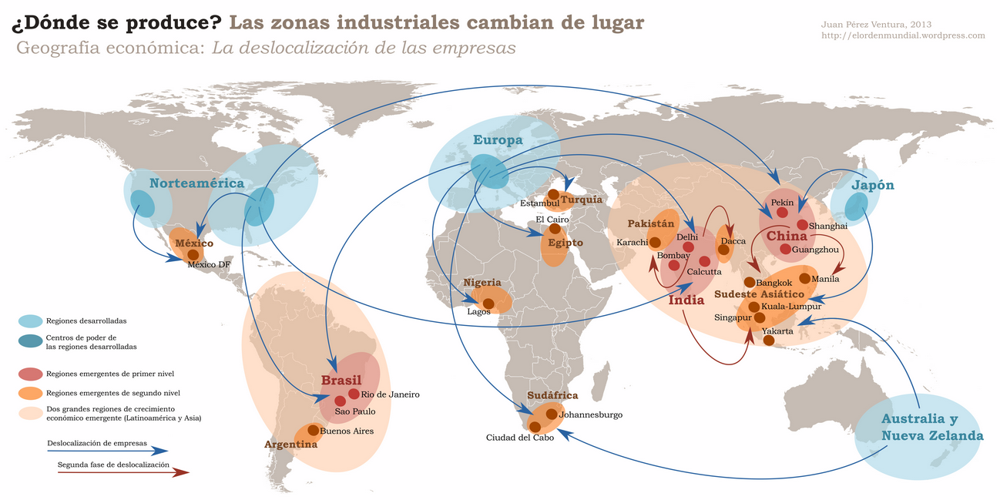 ¿Dónde se produce? Las zonas industriales cambian de lugar
Geografía económica: La deslocalización de las empresas
Juan Pérez Ventura, 2013
http://elordenmundial.wordpress.com
Europa
Norteamérica
Japón
Estambul
Turquía
Pekín
El Cairo
Pakistán
Shanghai
México
Egipto
Karachi
Delhi
Dacca
China
Guangzhou
México DF
Bombay
Calcutta
Nigeria
Bangkok
Manila
India
Sudeste Asiático
Lagos
Kuala-Lumpur
Singapur
Yakarta
Regiones desarrolladas
Centros de poder de
las regiones desarrolladas
Regiones emergentes de primer nivel
Regiones emergentes de segundo nivel
Dos grandes regiones de crecimiento
económico emergente (Latinoamérica y Asia)
Deslocalización de empresas
Segunda fase de deslocalización
Brasil
Rio de Janeiro
Sao Paulo
Buenos Aires
Argentina
Sudáfrica
Johannesburgo
Ciudad del Cabo
Australia y
Nueva Zelanda